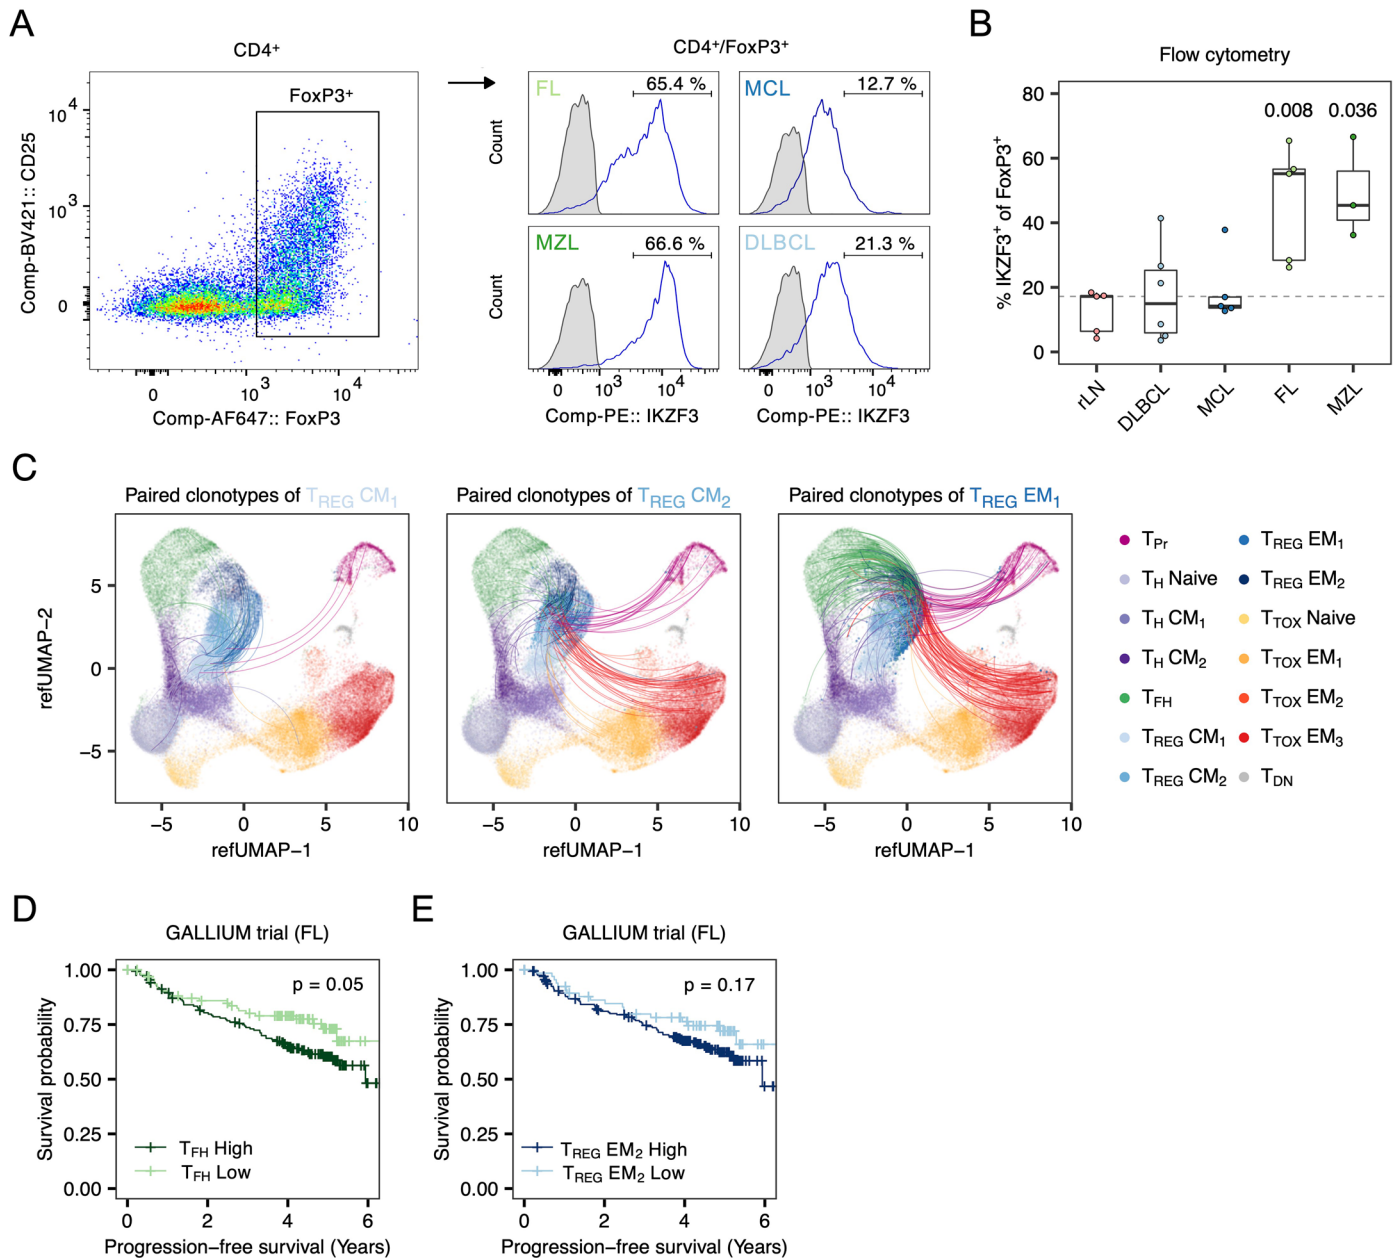 A
CD4+
FoxP3+
Comp-BV421:: CD25
10^4
10^3
0
0
10^3
10^4
Comp-AF647:: FoxP3
CD4+/FoxP3+
FL
65.4 %
MCL
12.7 %
Count
MZL
66.6 %
DLBCL
21.3 %
Count
0
10^3
10^4
0
10^3
10^4
Comp-PE:: IKZF3
Comp-PE:: IKZF3
B
Flow cytometry
% IKZF3+ of FoxP3+
80
60
40
20
0
0.008
0.036
rLN
DLBCL
MCL
FL
MZL
C
Paired clonotypes of TREG CM1
Paired clonotypes of TREG CM2
Paired clonotypes of TREG EM1
refUMAP-2
5
0
−5
−5
0
5
10
−5
0
5
10
−5
0
5
10
refUMAP−1
refUMAP−1
refUMAP−1
TPr
TH Naive
TH CM1
TH CM2
TFH
TREG CM1
TREG CM2
TREG EM1
TREG EM2
TTOX Naive
TTOX EM1
TTOX EM2
TTOX EM3
TDN
D
GALLIUM trial (FL)
Survival probability
1.00
0.75
0.50
0.25
0.00
p = 0.05
TFH High
TFH Low
0
2
4
6
Progression−free survival (Years)
E
GALLIUM trial (FL)
Survival probability
1.00
0.75
0.50
0.25
0.00
p = 0.17
TREG EM2 High
TREG EM2 Low
0
2
4
6
Progression−free survival (Years)